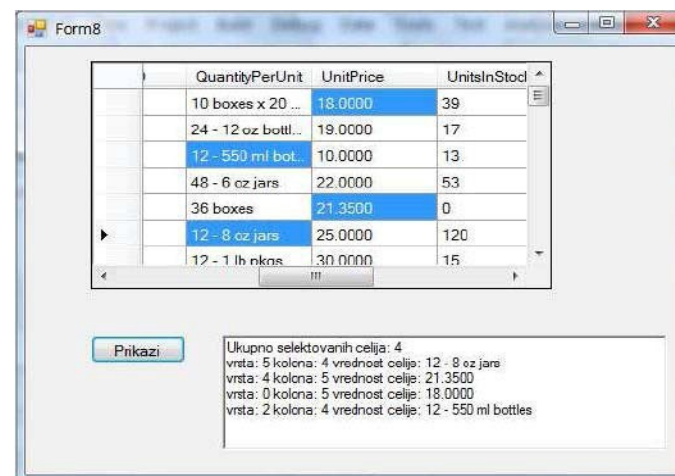 Form8
QuantityPerUnit UnitPrice UnitsInStock
10 boxes x 20 ... 18.0000 39
24 - 12 oz bottl... 19.0000 17
12 - 550 ml bot... 10.0000 13
48 - 6 oz jars 22.0000 53
36 boxes 21.3500 0
12 - 8 oz jars 25.0000 120
12 - 1 lb pkgs 30.0000 15
Prikazi
Ukupno selektovanih celija: 4
vrsta: 5 kolona: 4 vrednost celije: 12 - 8 oz jars
vrsta: 4 kolona: 5 vrednost celije: 21.3500
vrsta: 0 kolona: 5 vrednost celije: 18.0000
vrsta: 2 kolona: 4 vrednost celije: 12 - 550 ml bottles